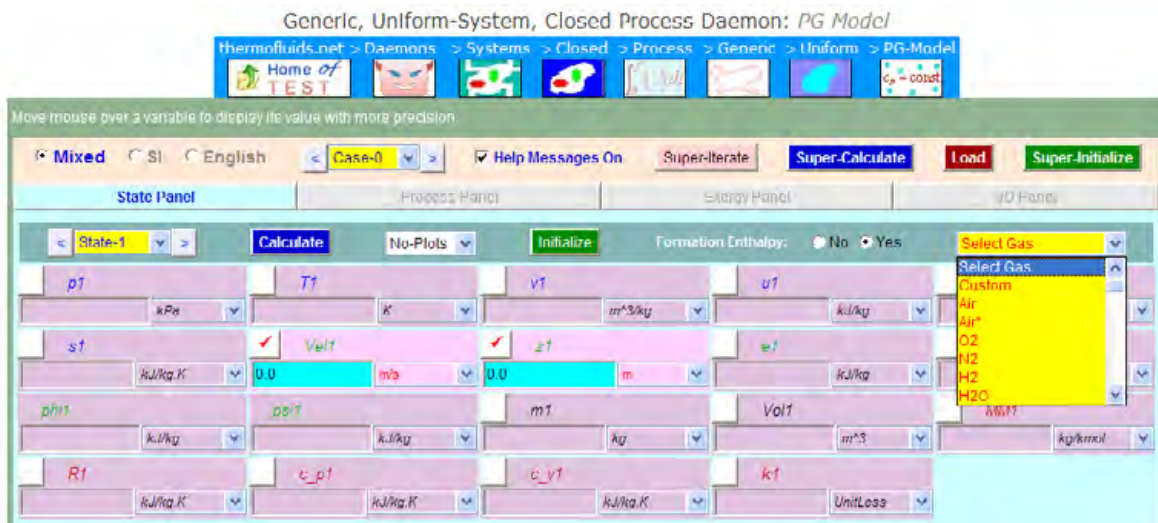 Generic, Uniform-System, Closed Process Daemon: PG Model
thermofluids.net > Daemons > Systems > Closed > Process > Generic > Uniform > PG-Model
Home of
TEST
Move mouse over a variable to display its value with more precision.
Mixed SI English < Case-0 > Help Messages On Super-Iterate Super-Calculate Load Super-Initialize
State Panel Process Panel Exergy Panel I/O Panel
< State-1 > Calculate No-Plots Initialize Formation Enthalpy: No Yes Select Gas
Select Gas
Custom
Air
Air*
O2
N2
H2
H2O
p1 T1 v1 u1
kPa K m^3/kg kJ/kg
s1 Vel1 z1 e1
kJ/kg.K 0.0 m/s 0.0 m kJ/kg
phi1 psi1 m1 Vol1 MM1
kJ/kg kJ/kg kg m^3 kg/kmol
R1 c_p1 c_v1 k1
kJ/kg.K kJ/kg.K kJ/kg.K UnitLess